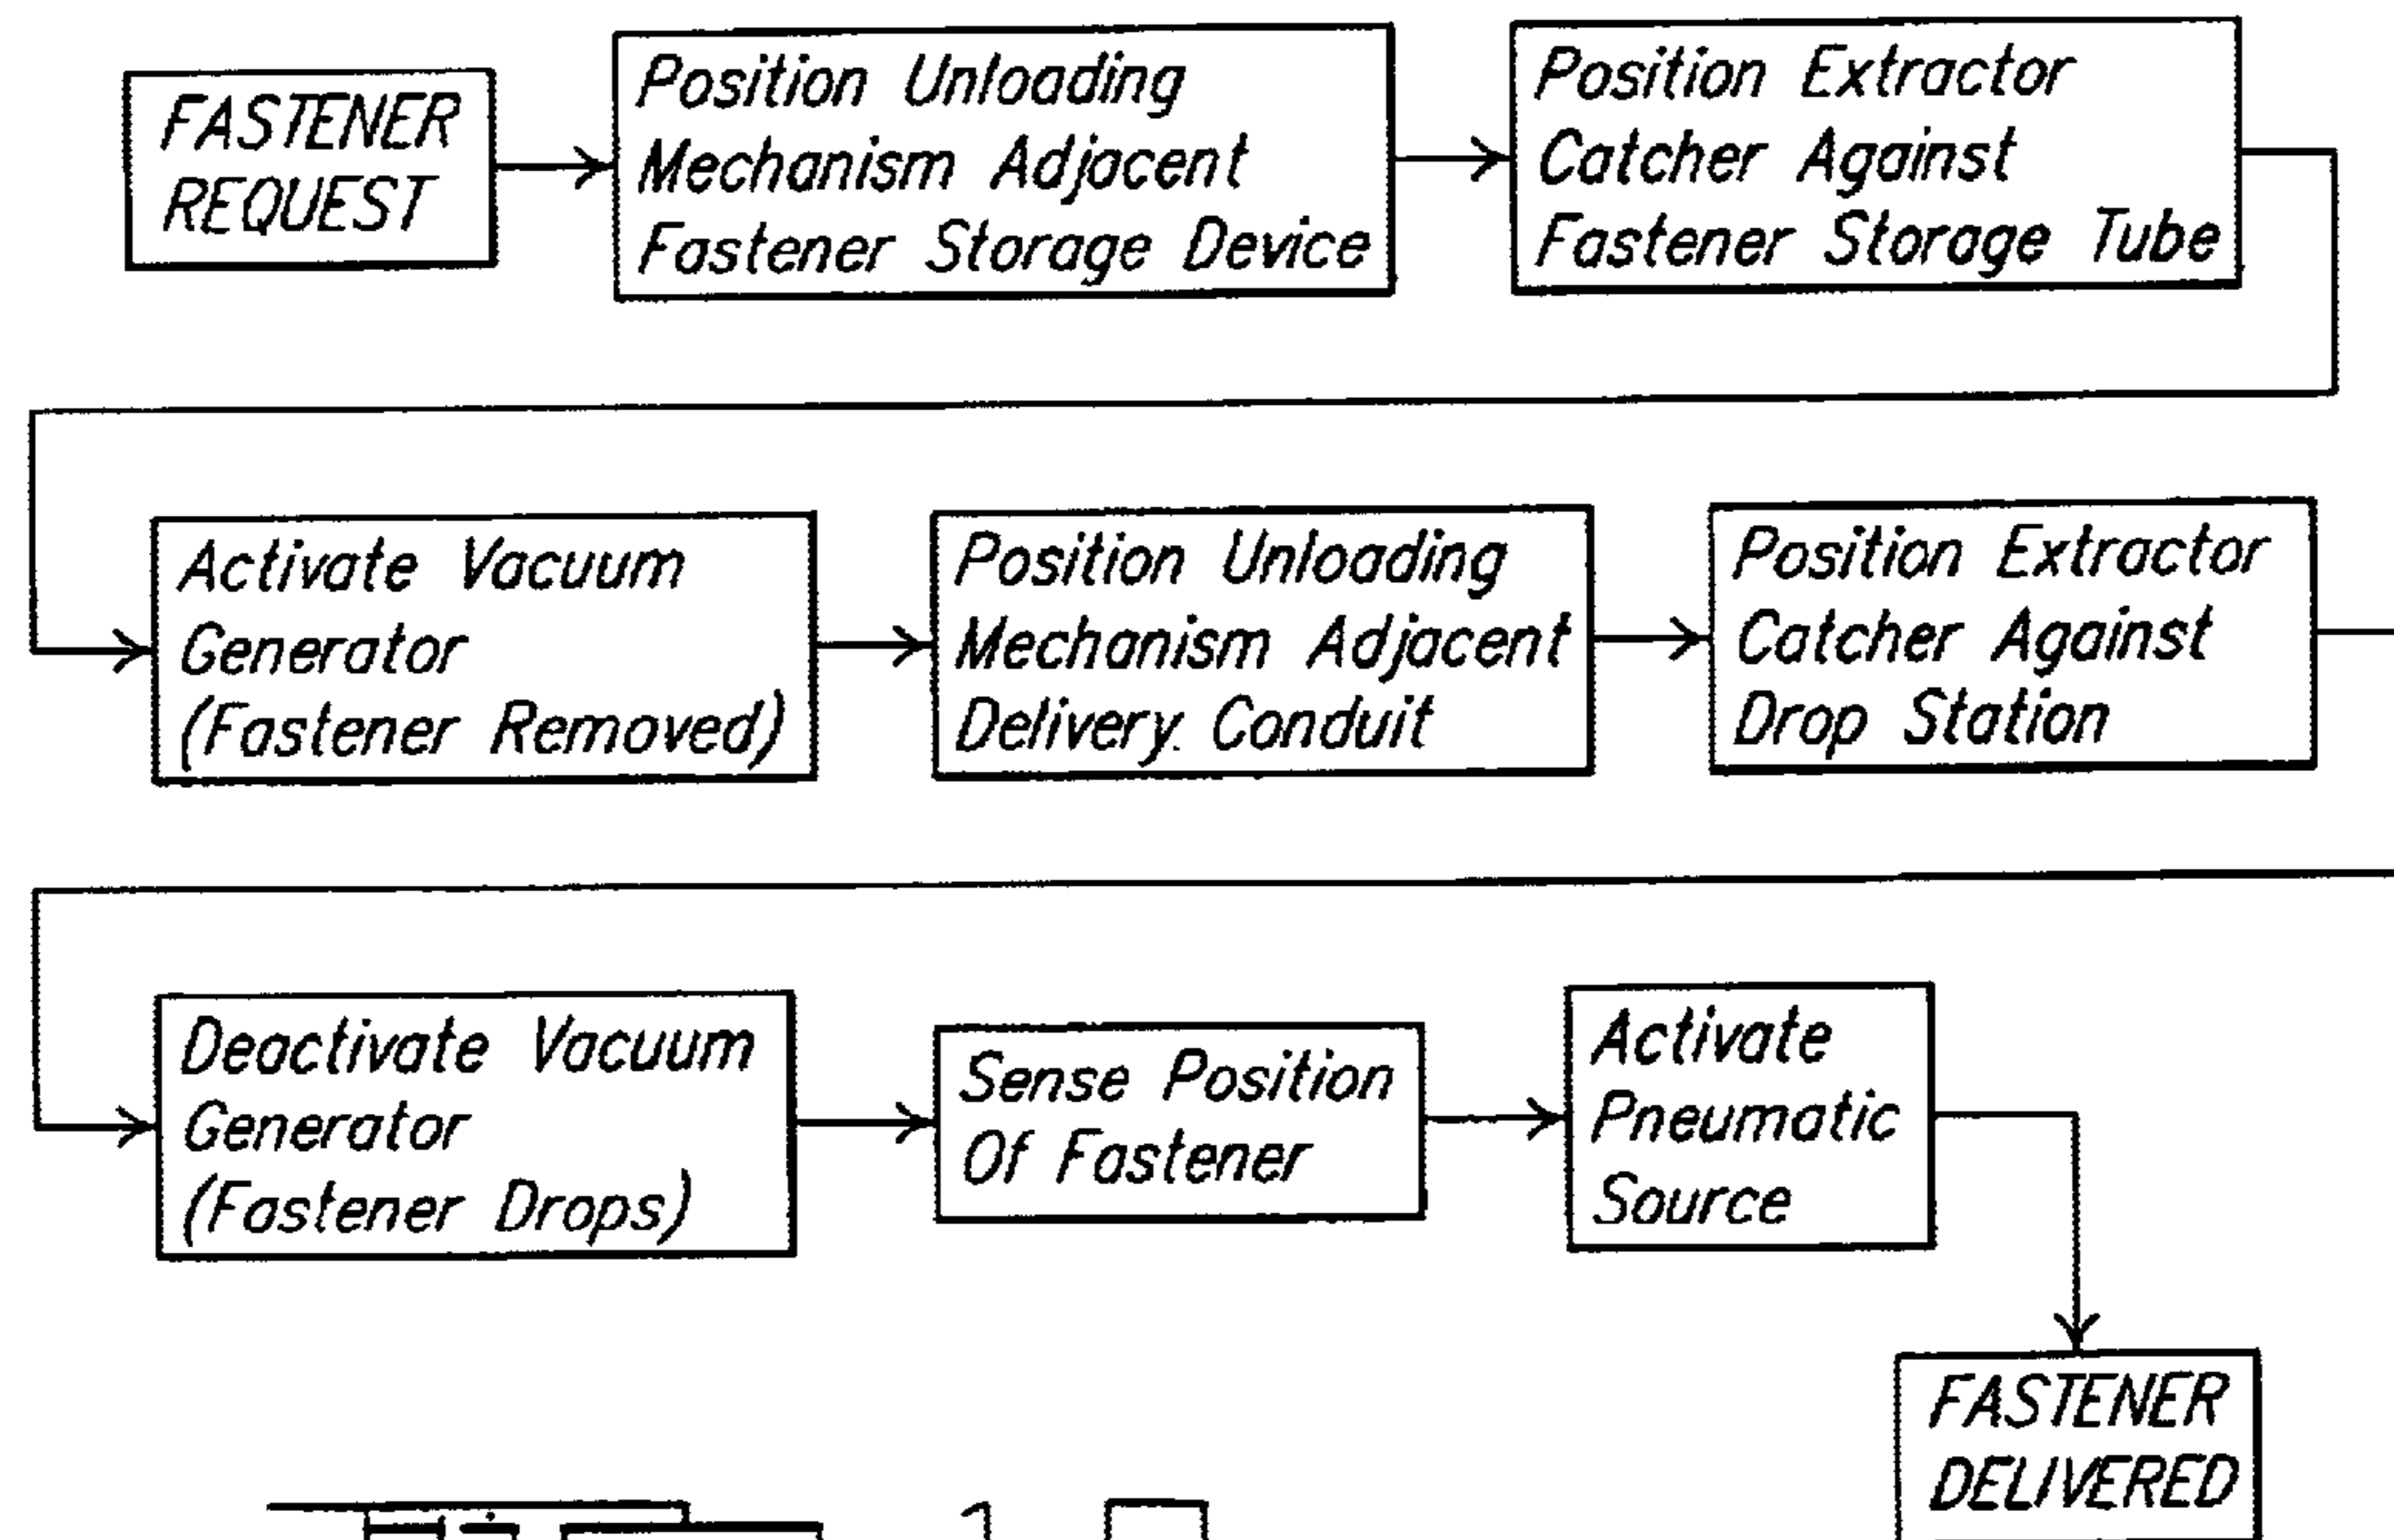 FASTENER
REQUEST
Position Unloading
Mechanism Adjacent
Fastener Storage Device
Position Extractor
Catcher Against
Fastener Storage Tube
Activate Vacuum
Generator
(Fastener Removed)
Position Unloading
Mechanism Adjacent
Delivery Conduit
Position Extractor
Catcher Against
Drop Station
Deactivate Vacuum
Generator
(Fastener Drops)
Sense Position
Of Fastener
Activate
Pneumatic
Source
FASTENER
DELIVERED